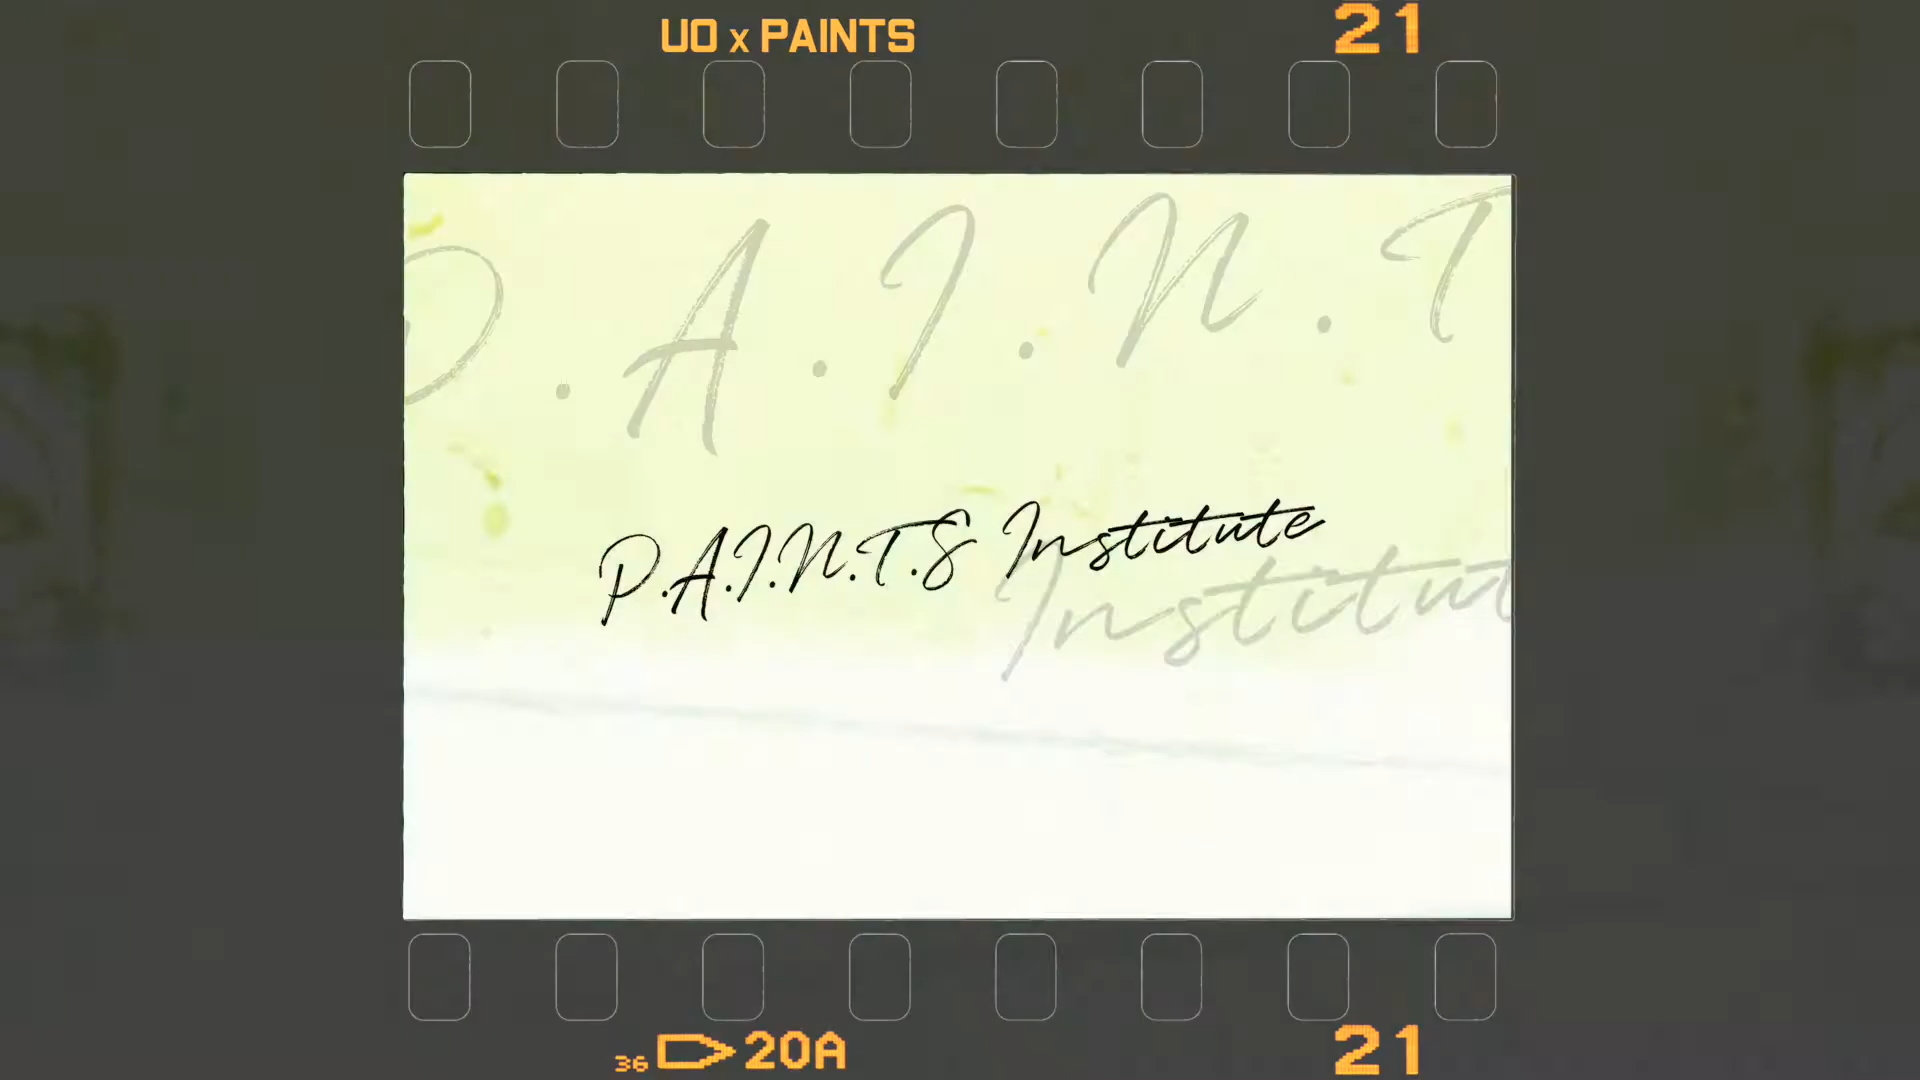 UO x PAINTS 21
P.A.I.N.T
P.A.I.N.T.S Institute
Institut
36 20A 21